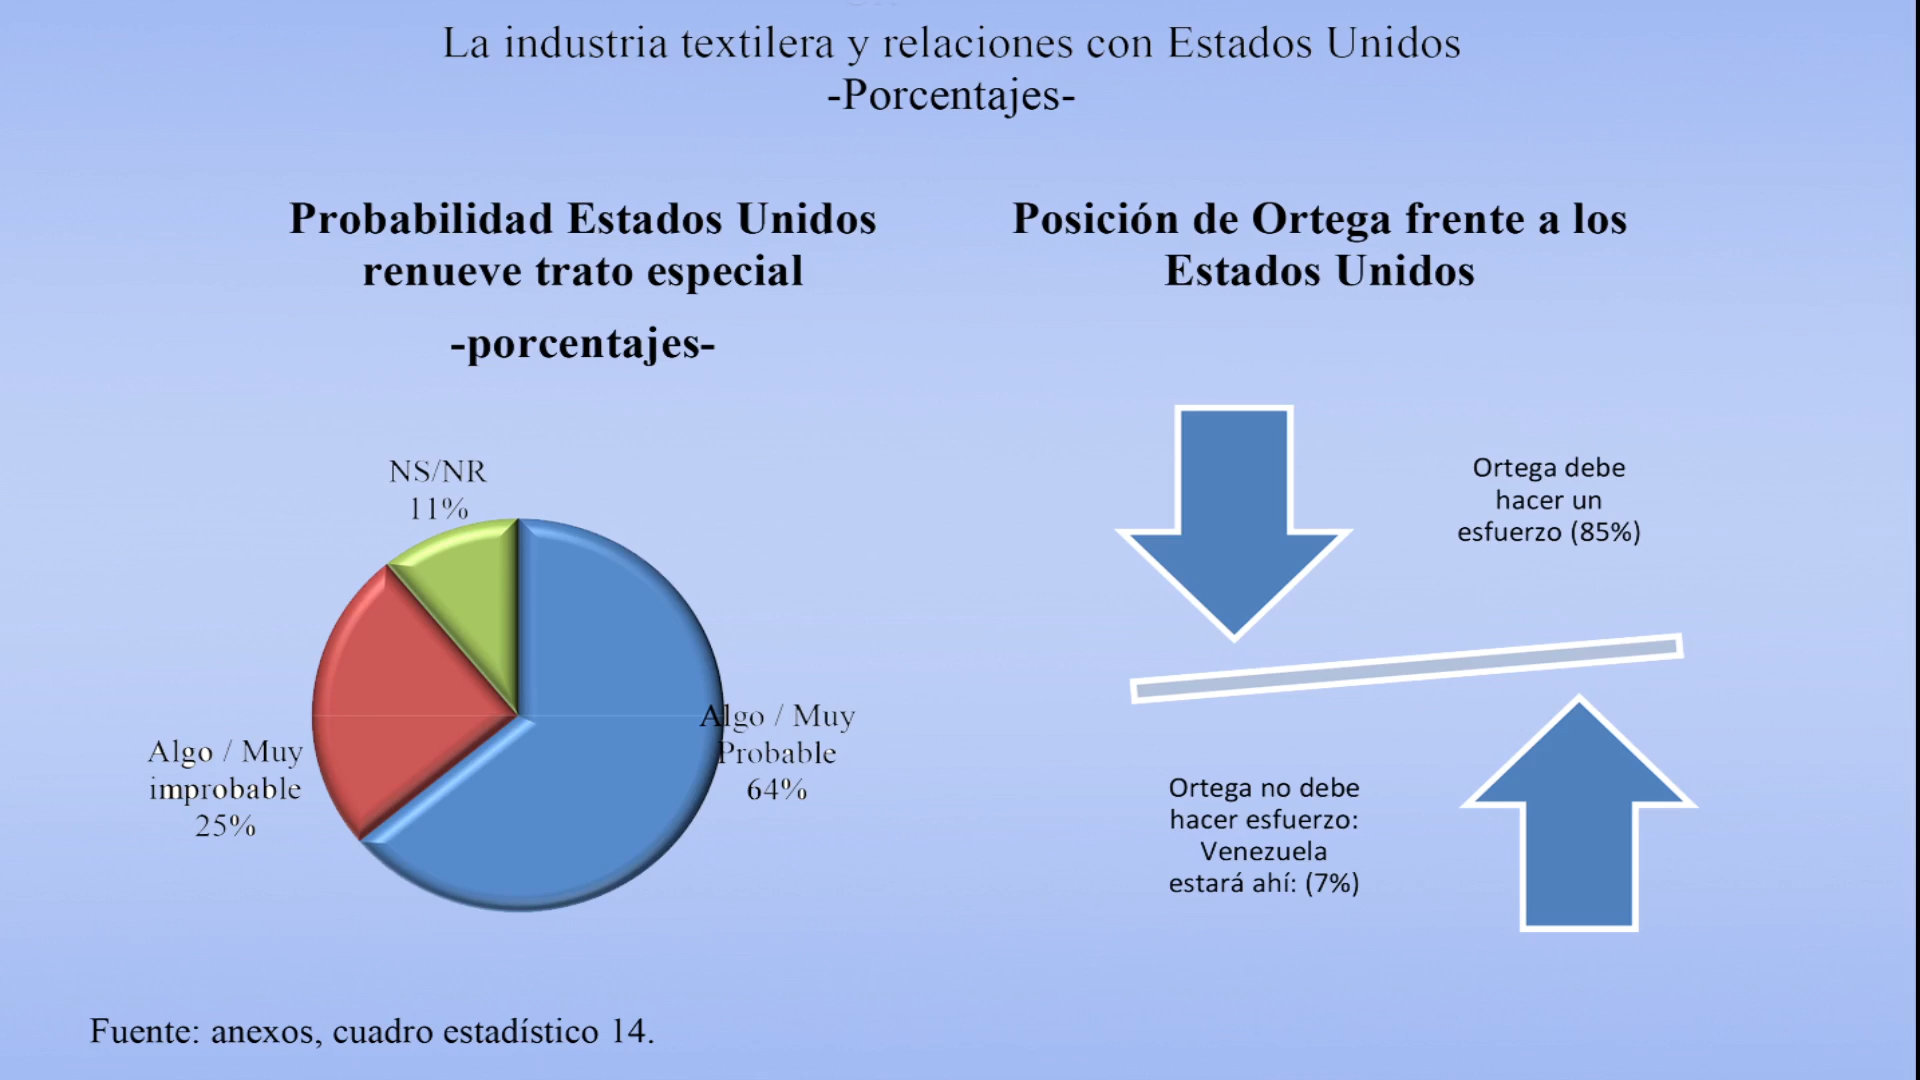 La industria textilera y relaciones con Estados Unidos
-Porcentajes-
Probabilidad Estados Unidos
renueve trato especial
-porcentajes-
NS/NR
11%
Algo / Muy
improbable
25%
Algo / Muy
Probable
64%
Posición de Ortega frente a los
Estados Unidos
Ortega debe
hacer un
esfuerzo (85%)
Ortega no debe
hacer esfuerzo:
Venezuela
estará ahí: (7%)
Fuente: anexos, cuadro estadístico 14.